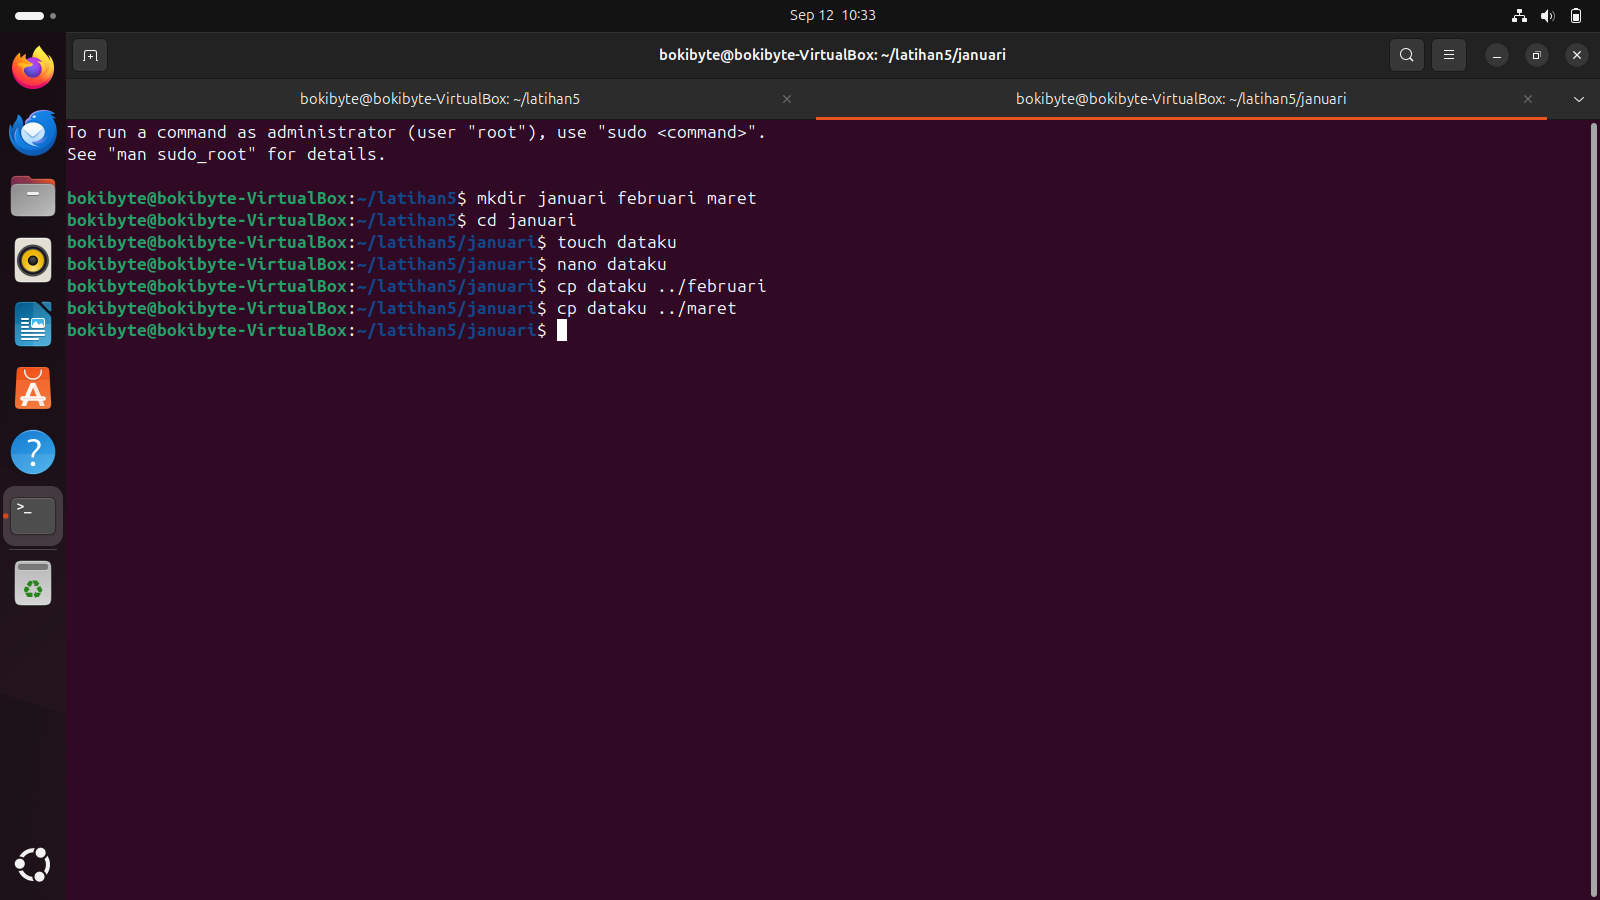 Sep 12 10:33
bokibyte@bokibyte-VirtualBox: ~/latihan5/januari
bokibyte@bokibyte-VirtualBox: ~/latihan5
bokibyte@bokibyte-VirtualBox: ~/latihan5/januari
To run a command as administrator (user "root"), use "sudo <command>".
See "man sudo_root" for details.
bokibyte@bokibyte-VirtualBox:~/latihan5$ mkdir januari februari maret
bokibyte@bokibyte-VirtualBox:~/latihan5$ cd januari
bokibyte@bokibyte-VirtualBox:~/latihan5/januari$ touch dataku
bokibyte@bokibyte-VirtualBox:~/latihan5/januari$ nano dataku
bokibyte@bokibyte-VirtualBox:~/latihan5/januari$ cp dataku ../februari
bokibyte@bokibyte-VirtualBox:~/latihan5/januari$ cp dataku ../maret
bokibyte@bokibyte-VirtualBox:~/latihan5/januari$